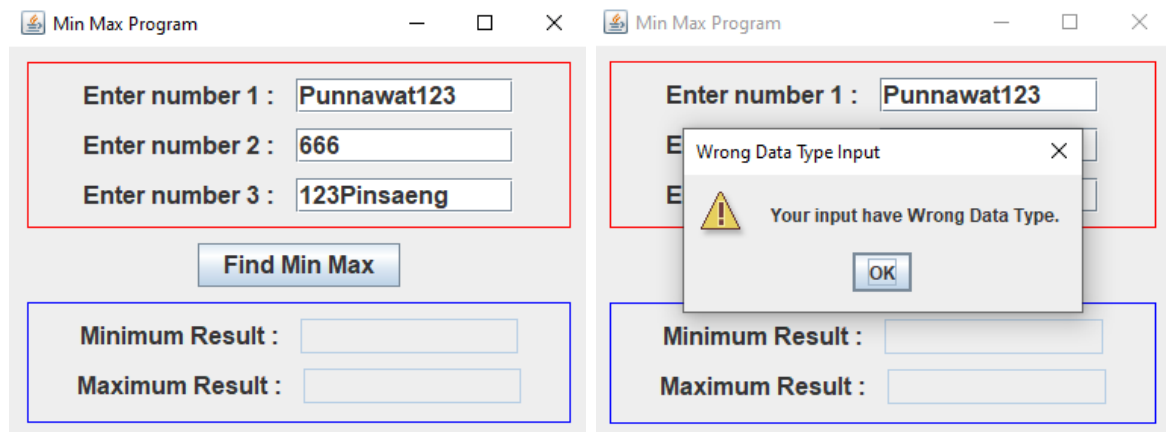 Min Max Program
Enter number 1 : Punnawat123
Enter number 2 : 666
Enter number 3 : 123Pinsaeng
Find Min Max
Minimum Result :
Maximum Result :
Min Max Program
Enter number 1 : Punnawat123
E
E
Wrong Data Type Input
Your input have Wrong Data Type.
OK
Minimum Result :
Maximum Result :